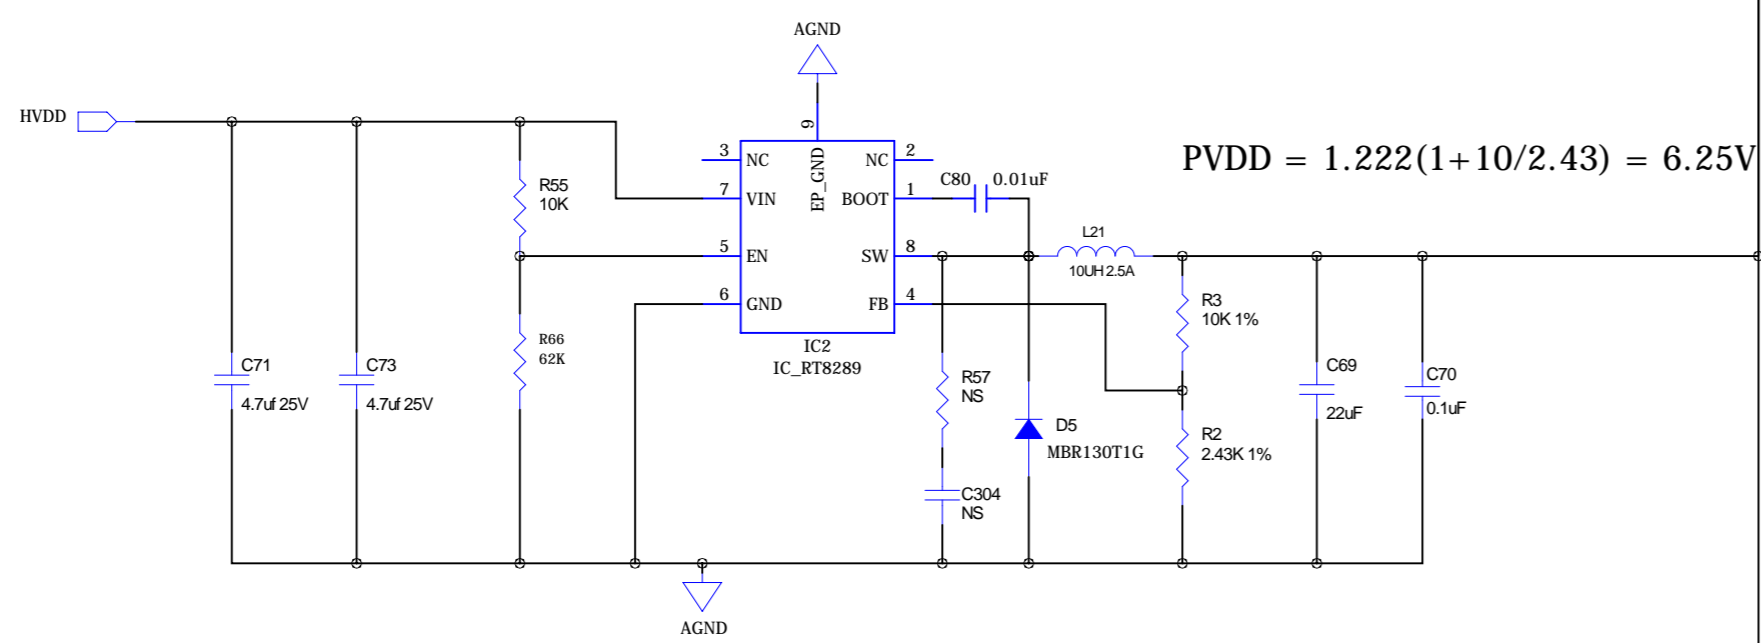 AGND
HVDD
PVDD = 1.222(1+10/2.43) = 6.25V
9
EP_GND
3 NC
NC 2
7 VIN
BOOT 1
5 EN
SW 8
6 GND
FB 4
IC2
IC_RT8289
C80 0.01uF
R55
10K
R66
62K
C71
4.7uf 25V
C73
4.7uf 25V
L21
10UH 2.5A
R3
10K 1%
R2
2.43K 1%
R57
NS
C304
NS
D5
MBR130T1G
C69
22uF
C70
0.1uF
AGND